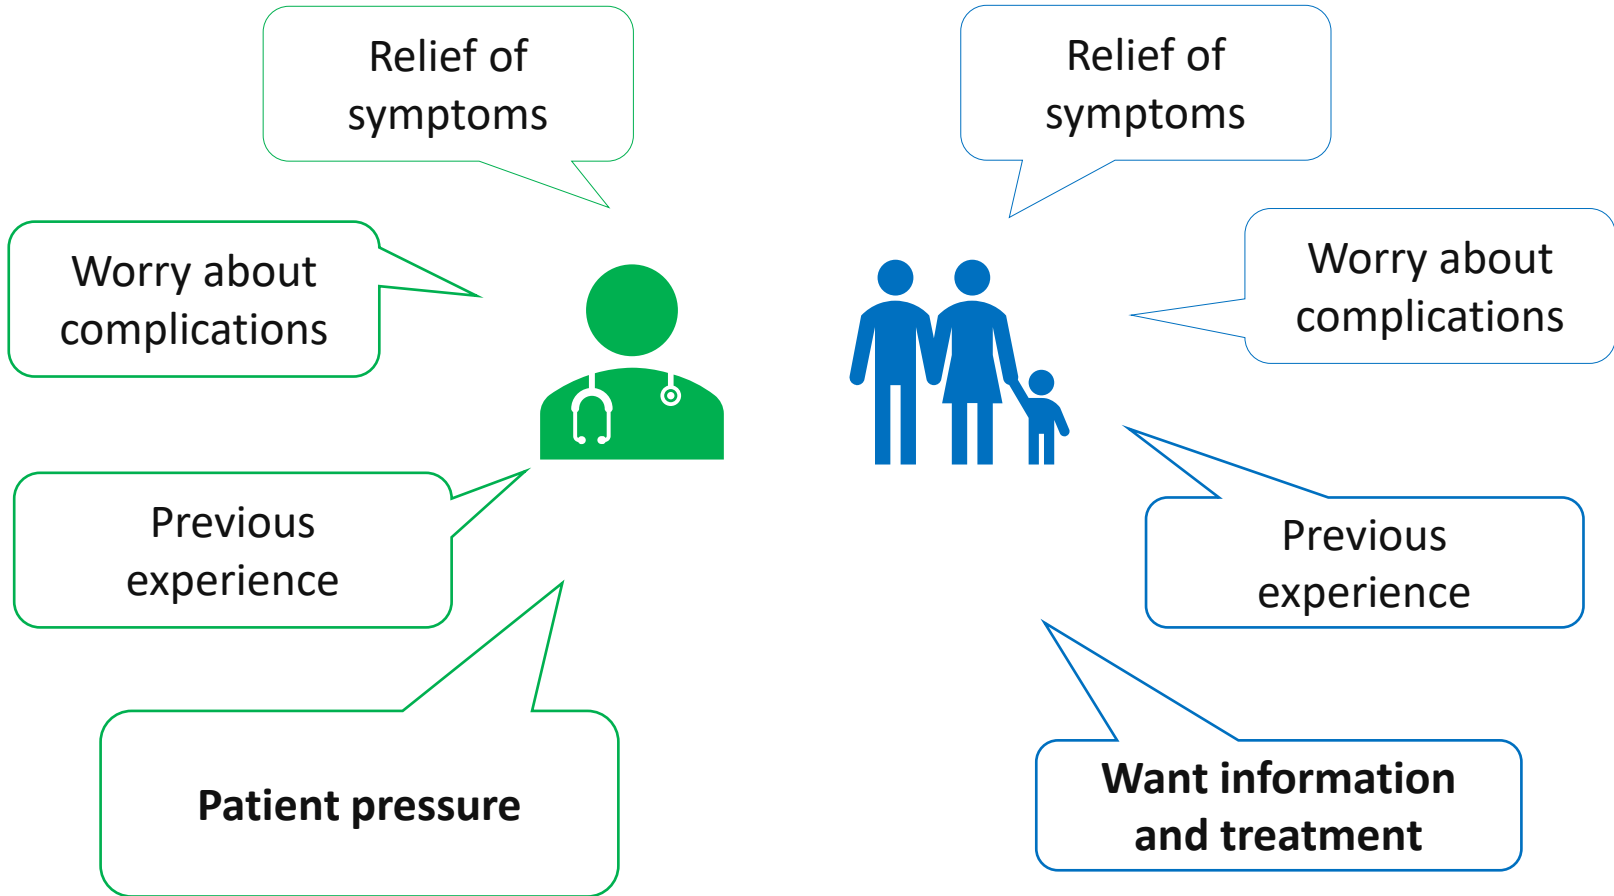 Relief of
symptoms
Worry about
complications
Previous
experience
Patient pressure
Relief of
symptoms
Worry about
complications
Previous
experience
Want information
and treatment